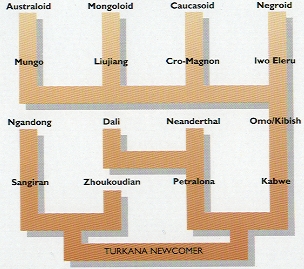 Australoid Mongoloid Caucasoid Negroid
Mungo Liujiang Cro-Magnon Iwo Eleru
Ngandong Dali Neanderthal Omo/Kibish
Sangiran Zhoukoudian Petralona Kabwe
TURKANA NEWCOMER